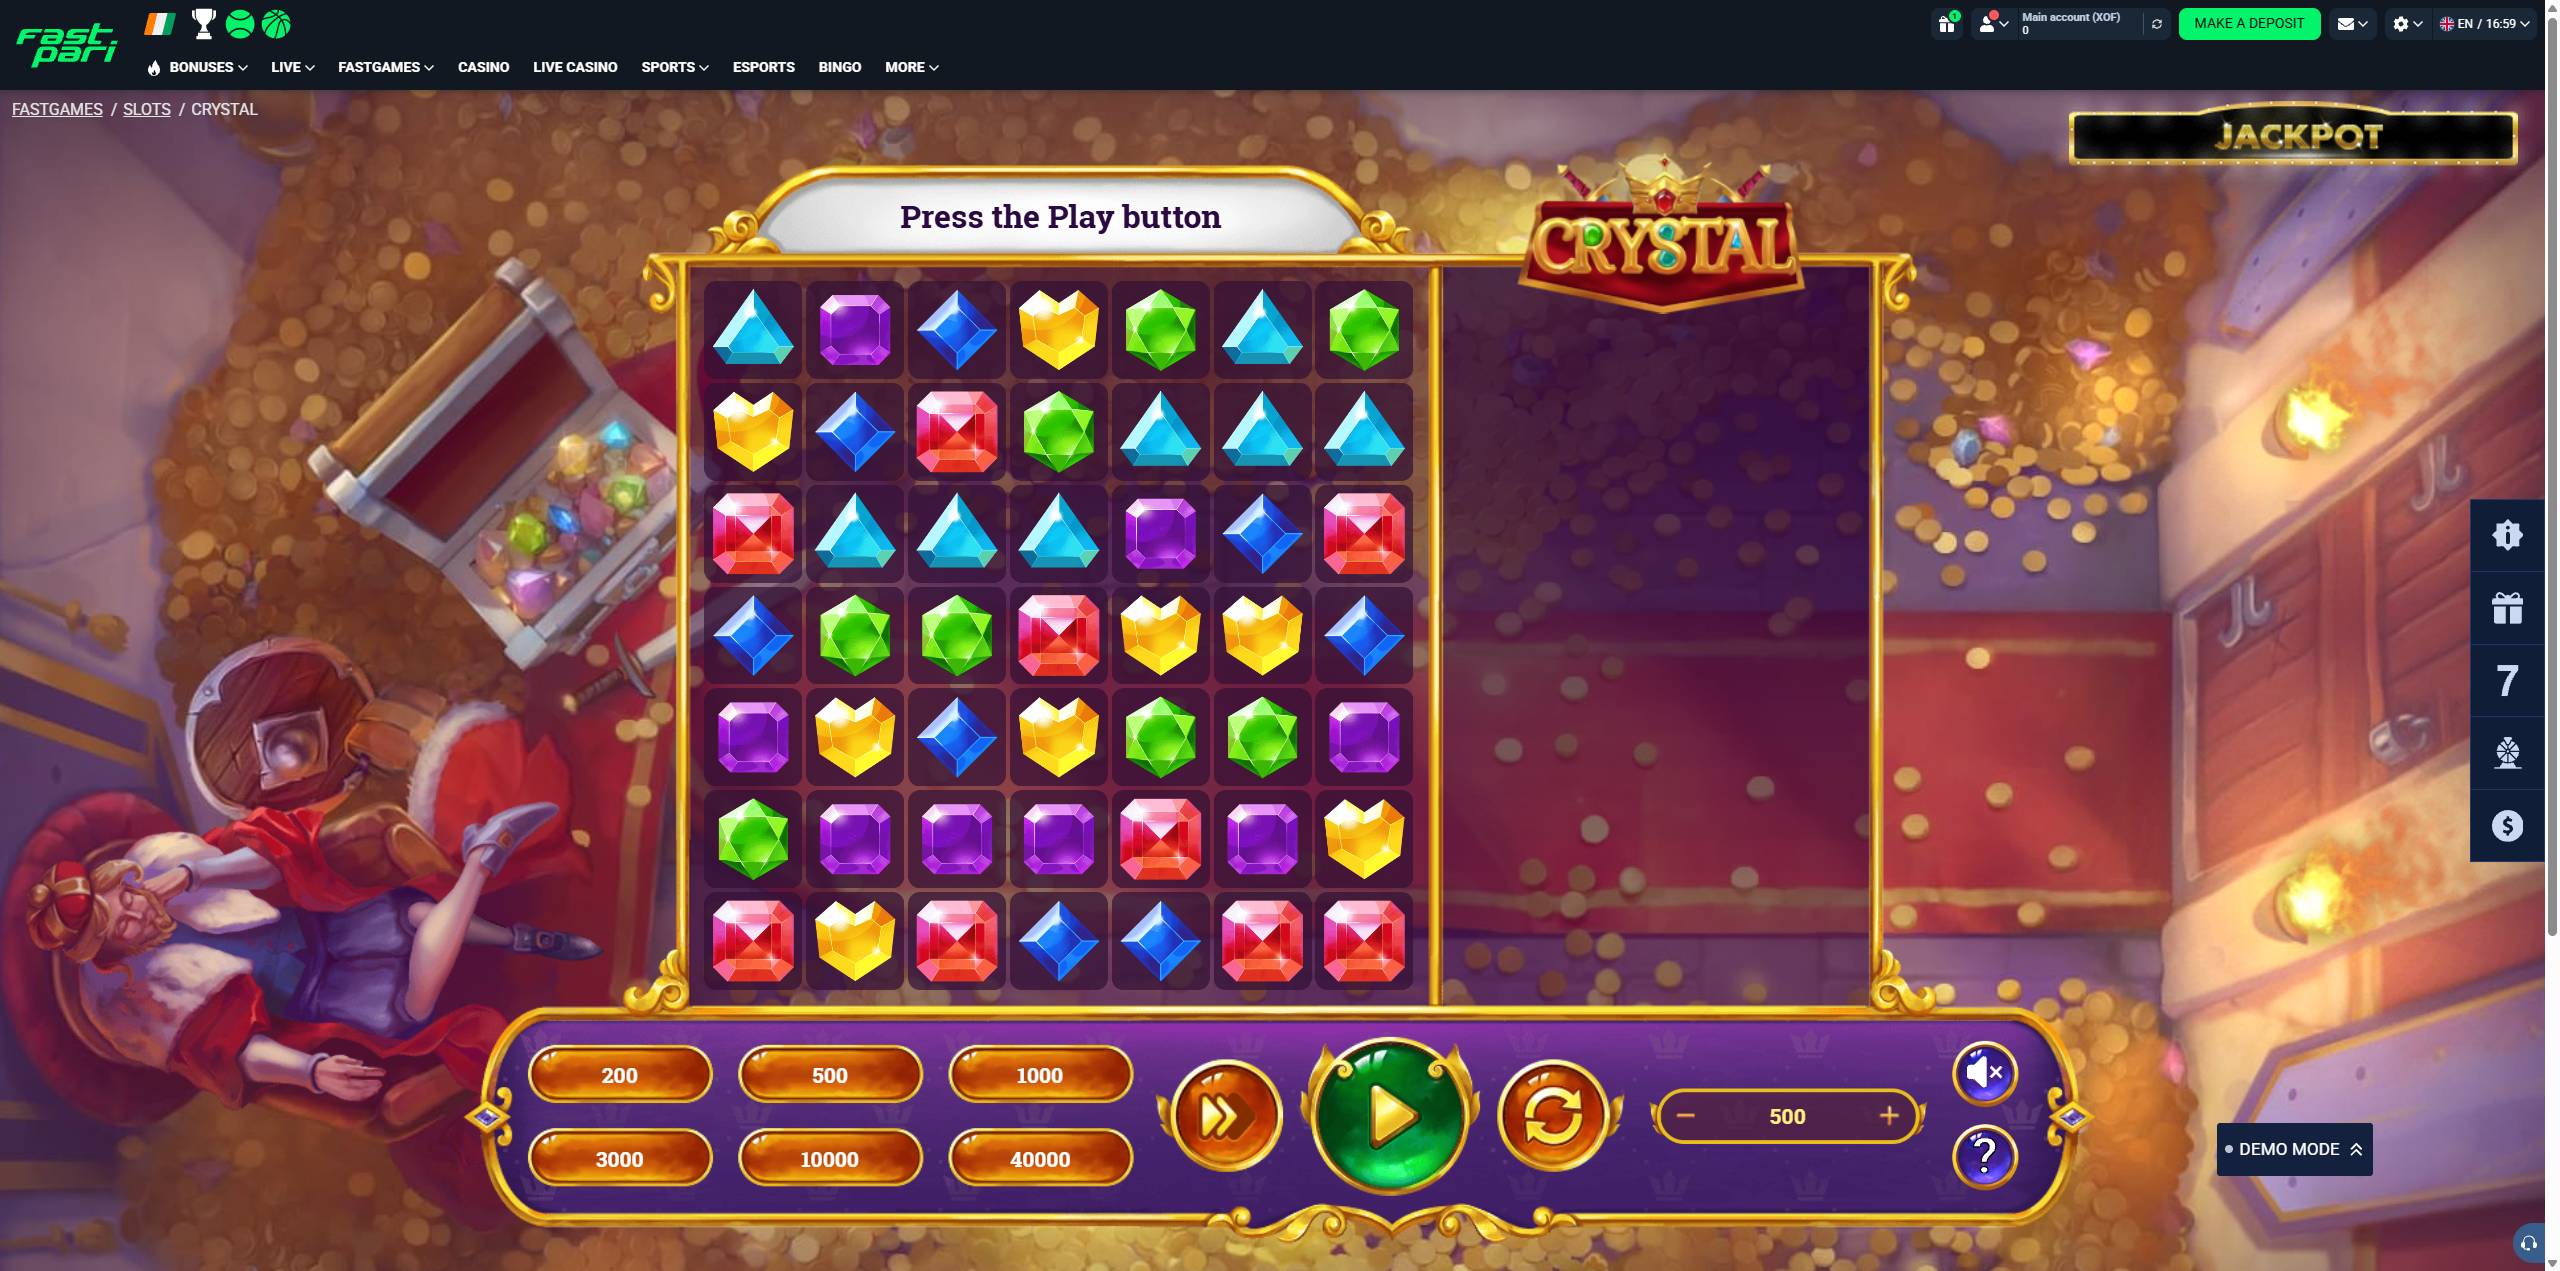 fast pari
1
Main account (XOF)
0
MAKE A DEPOSIT
EN / 16:59
BONUSES LIVE FASTGAMES CASINO LIVE CASINO SPORTS ESPORTS BINGO MORE
FASTGAMES / SLOTS / CRYSTAL
JACKPOT
Press the Play button
CRYSTAL
7
200 500 1000
3000 10000 40000
− 500 +
?
DEMO MODE